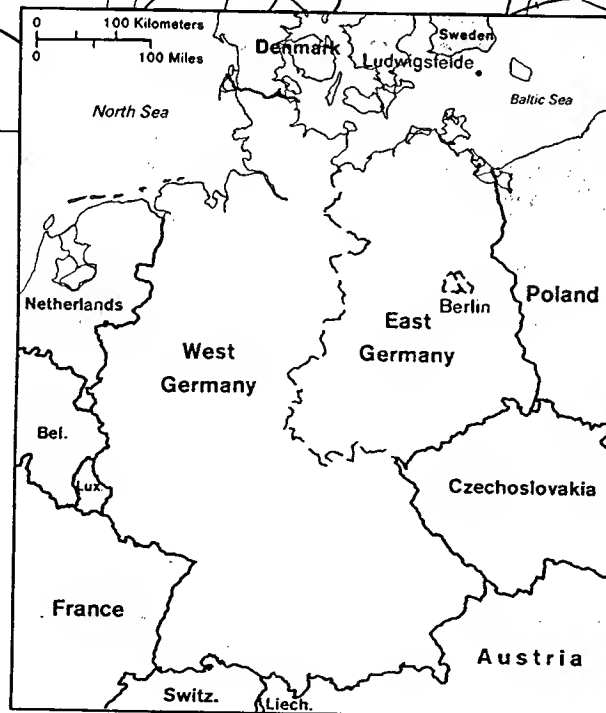 0 100 Kilometers
0 100 Miles
Sweden
Denmark
Ludwigsfelde
North Sea
Baltic Sea
Netherlands
Poland
Berlin
East
Germany
West
Germany
Bel.
Lux.
Czechoslovakia
France
Austria
Switz.
Liech.